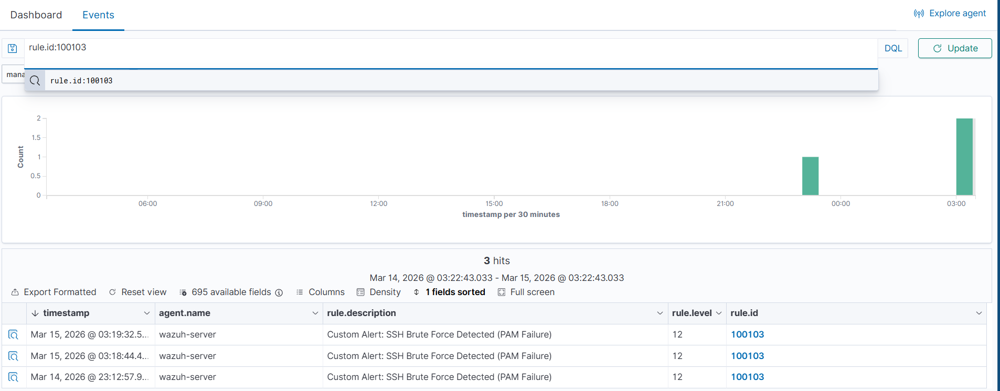 Dashboard Events Explore agent
rule.id:100103 DQL Update
mana
rule.id:100103
2
1.5
1
0.5
0
Count
06:00 09:00 12:00 15:00 18:00 21:00 00:00 03:00
timestamp per 30 minutes
3 hits
Mar 14, 2026 @ 03:22:43.033 - Mar 15, 2026 @ 03:22:43.033
Export Formatted Reset view 695 available fields Columns Density 1 fields sorted Full screen
timestamp agent.name rule.description rule.level rule.id
Mar 15, 2026 @ 03:19:32.5... wazuh-server Custom Alert: SSH Brute Force Detected (PAM Failure) 12 100103
Mar 15, 2026 @ 03:18:44.4... wazuh-server Custom Alert: SSH Brute Force Detected (PAM Failure) 12 100103
Mar 14, 2026 @ 23:12:57.9... wazuh-server Custom Alert: SSH Brute Force Detected (PAM Failure) 12 100103